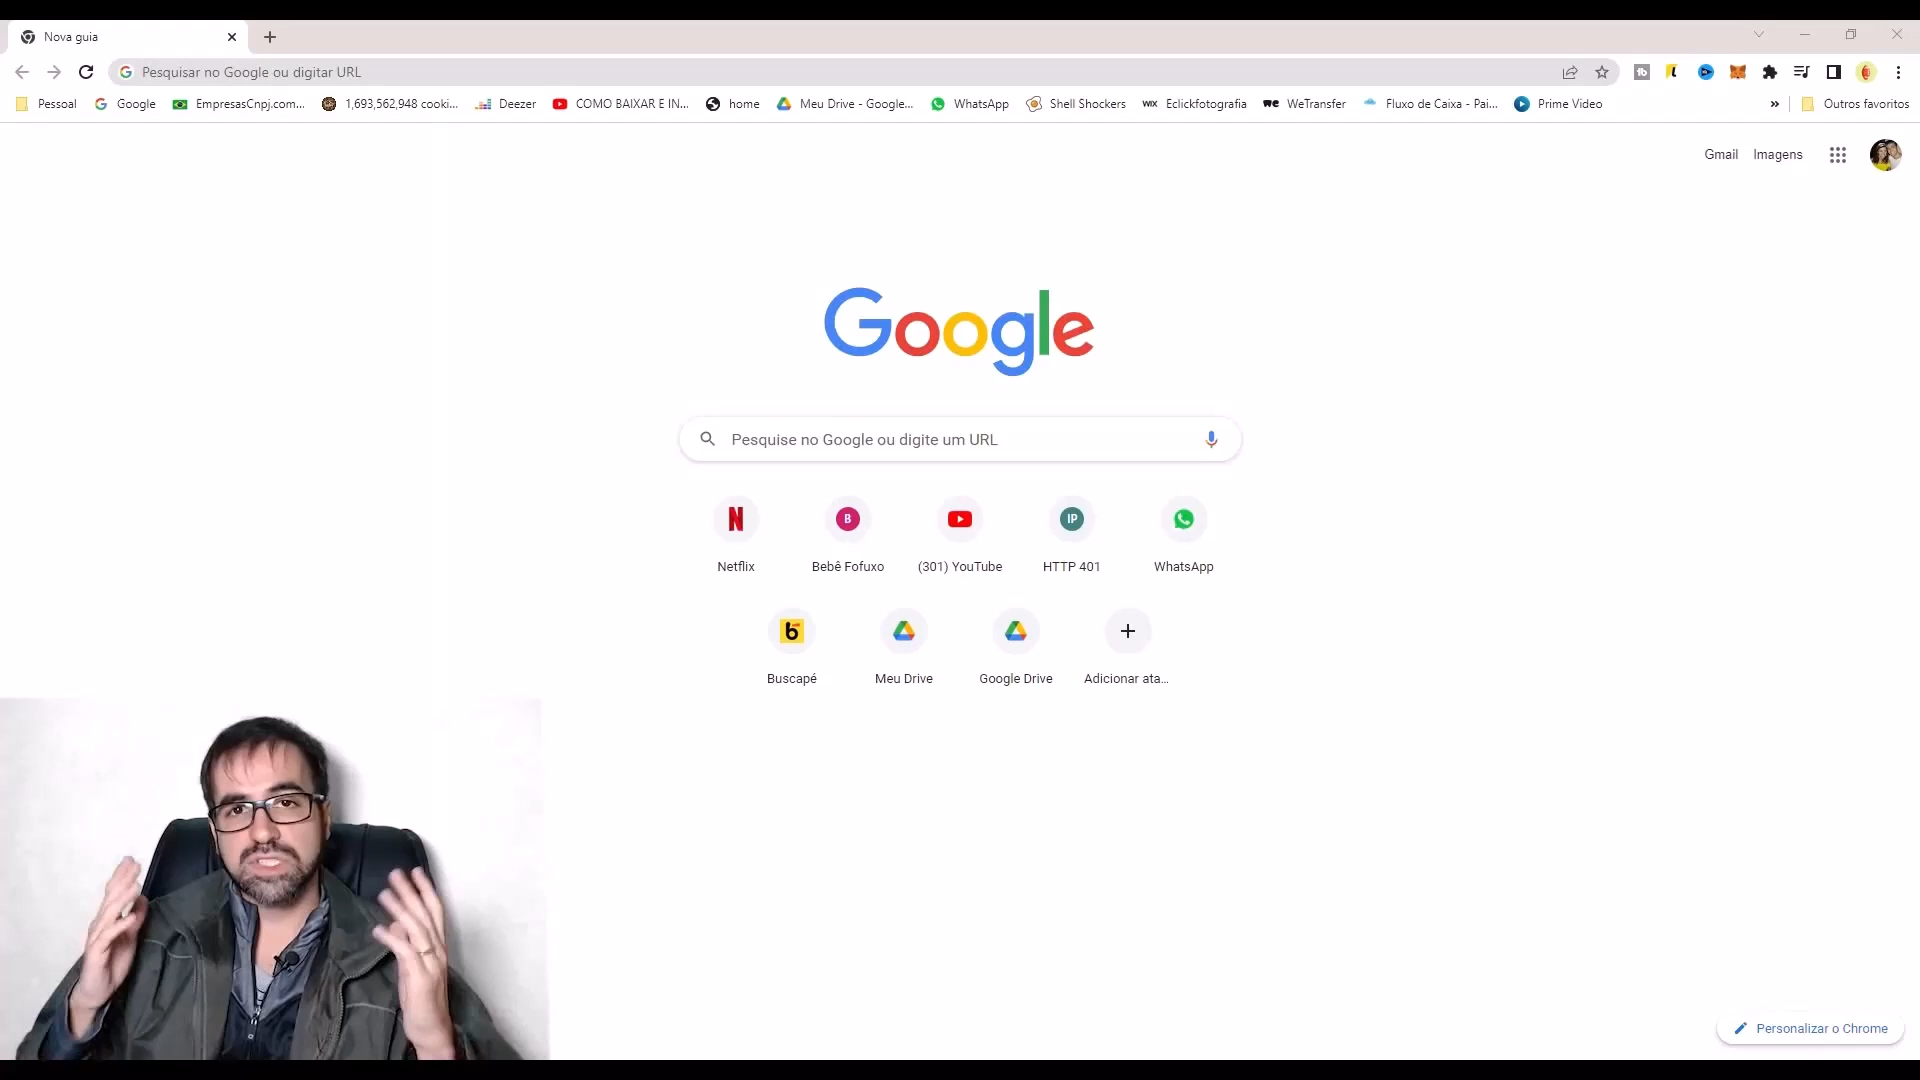 Nova guia
Pesquisar no Google ou digitar URL
Pessoal Google EmpresasCnpj.com... 1,693,562,948 cooki... Deezer COMO BAIXAR E IN... home Meu Drive - Google... WhatsApp Shell Shockers WIX Eclickfotografia we WeTransfer Fluxo de Caixa - Pai... Prime Video » Outros favoritos
Gmail Imagens
Google
Pesquise no Google ou digite um URL
N B IP
Netflix Bebê Fofuxo (301) YouTube HTTP 401 WhatsApp
b
Buscapé Meu Drive Google Drive Adicionar ata...
Personalizar o Chrome